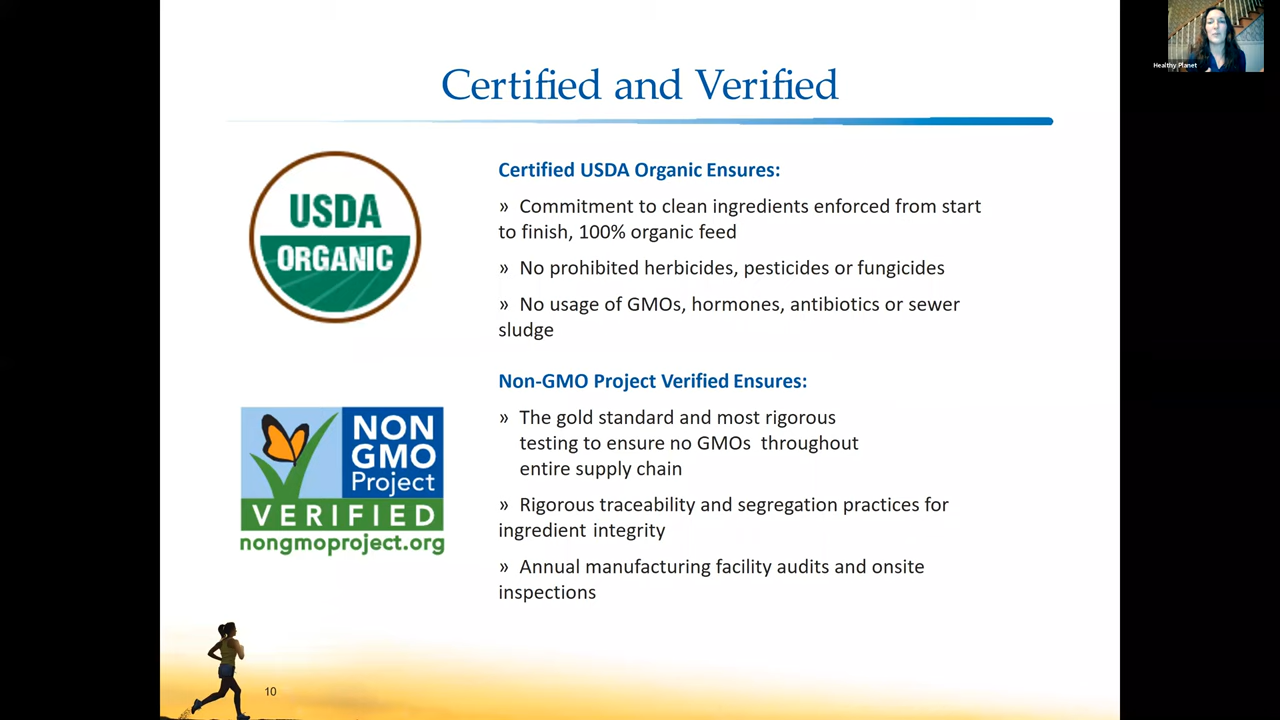 Healthy Planet
Certified and Verified
USDA
ORGANIC
Certified USDA Organic Ensures:
» Commitment to clean ingredients enforced from start
to finish, 100% organic feed
» No prohibited herbicides, pesticides or fungicides
» No usage of GMOs, hormones, antibiotics or sewer
sludge
NON
GMO
Project
VERIFIED
nongmoproject.org
Non-GMO Project Verified Ensures:
» The gold standard and most rigorous
testing to ensure no GMOs throughout
entire supply chain
» Rigorous traceability and segregation practices for
ingredient integrity
» Annual manufacturing facility audits and onsite
inspections
10